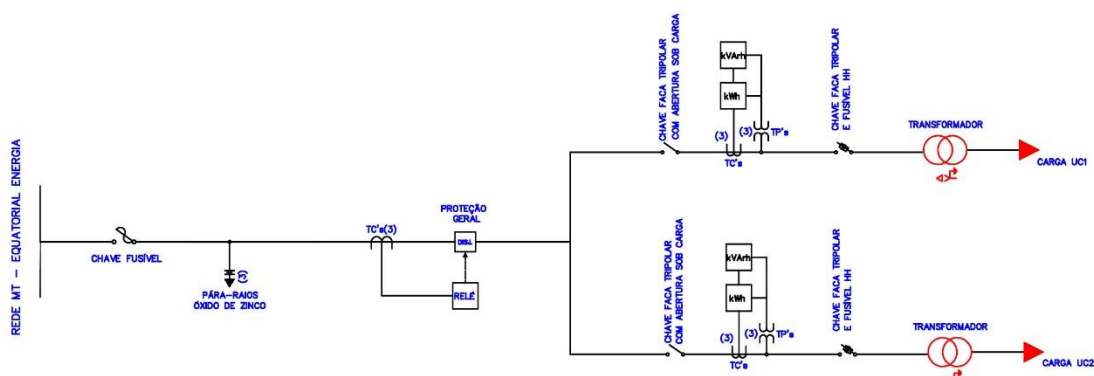 REDE MT - EQUATORIAL ENERGIA
CHAVE FUSÍVEL
(3)
PÁRA-RAIOS
ÓXIDO DE ZINCO
TC's(3)
PROTEÇÃO
GERAL
DISJ.
RELÉ
CHAVE FACA TRIPOLAR
COM ABERTURA SOB CARGA
kVArh
kWh
(3)
TC's
(3)
TP's
CHAVE FACA TRIPOLAR
E FUSÍVEL HH
TRANSFORMADOR
CARGA UC1
CHAVE FACA TRIPOLAR
COM ABERTURA SOB CARGA
kVArh
kWh
(3)
TC's
(3)
TP's
CHAVE FACA TRIPOLAR
E FUSÍVEL HH
TRANSFORMADOR
CARGA UC2